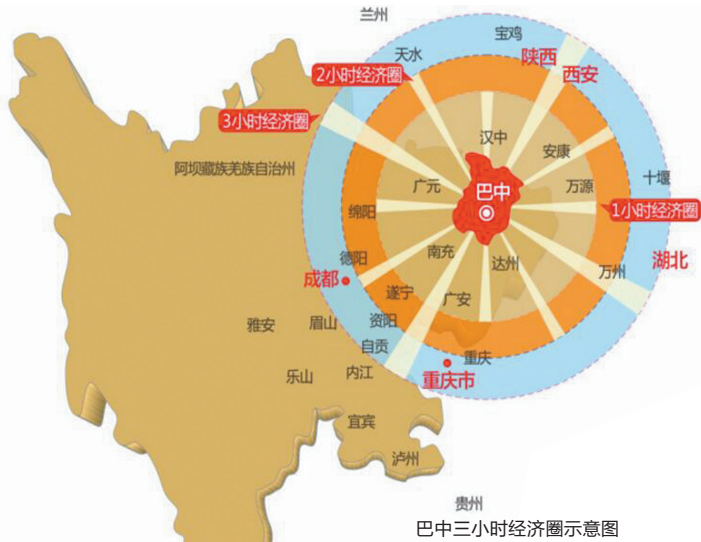 兰州
宝鸡
天水
陕西
西安
2小时经济圈
3小时经济圈
汉中
安康
阿坝藏族羌族自治州
广元
万源
十堰
巴中
绵阳
1小时经济圈
南充
德阳
达州
湖北
成都
万州
遂宁
广安
雅安
眉山
资阳
自贡
重庆
乐山
内江
重庆市
宜宾
泸州
贵州
巴中三小时经济圈示意图